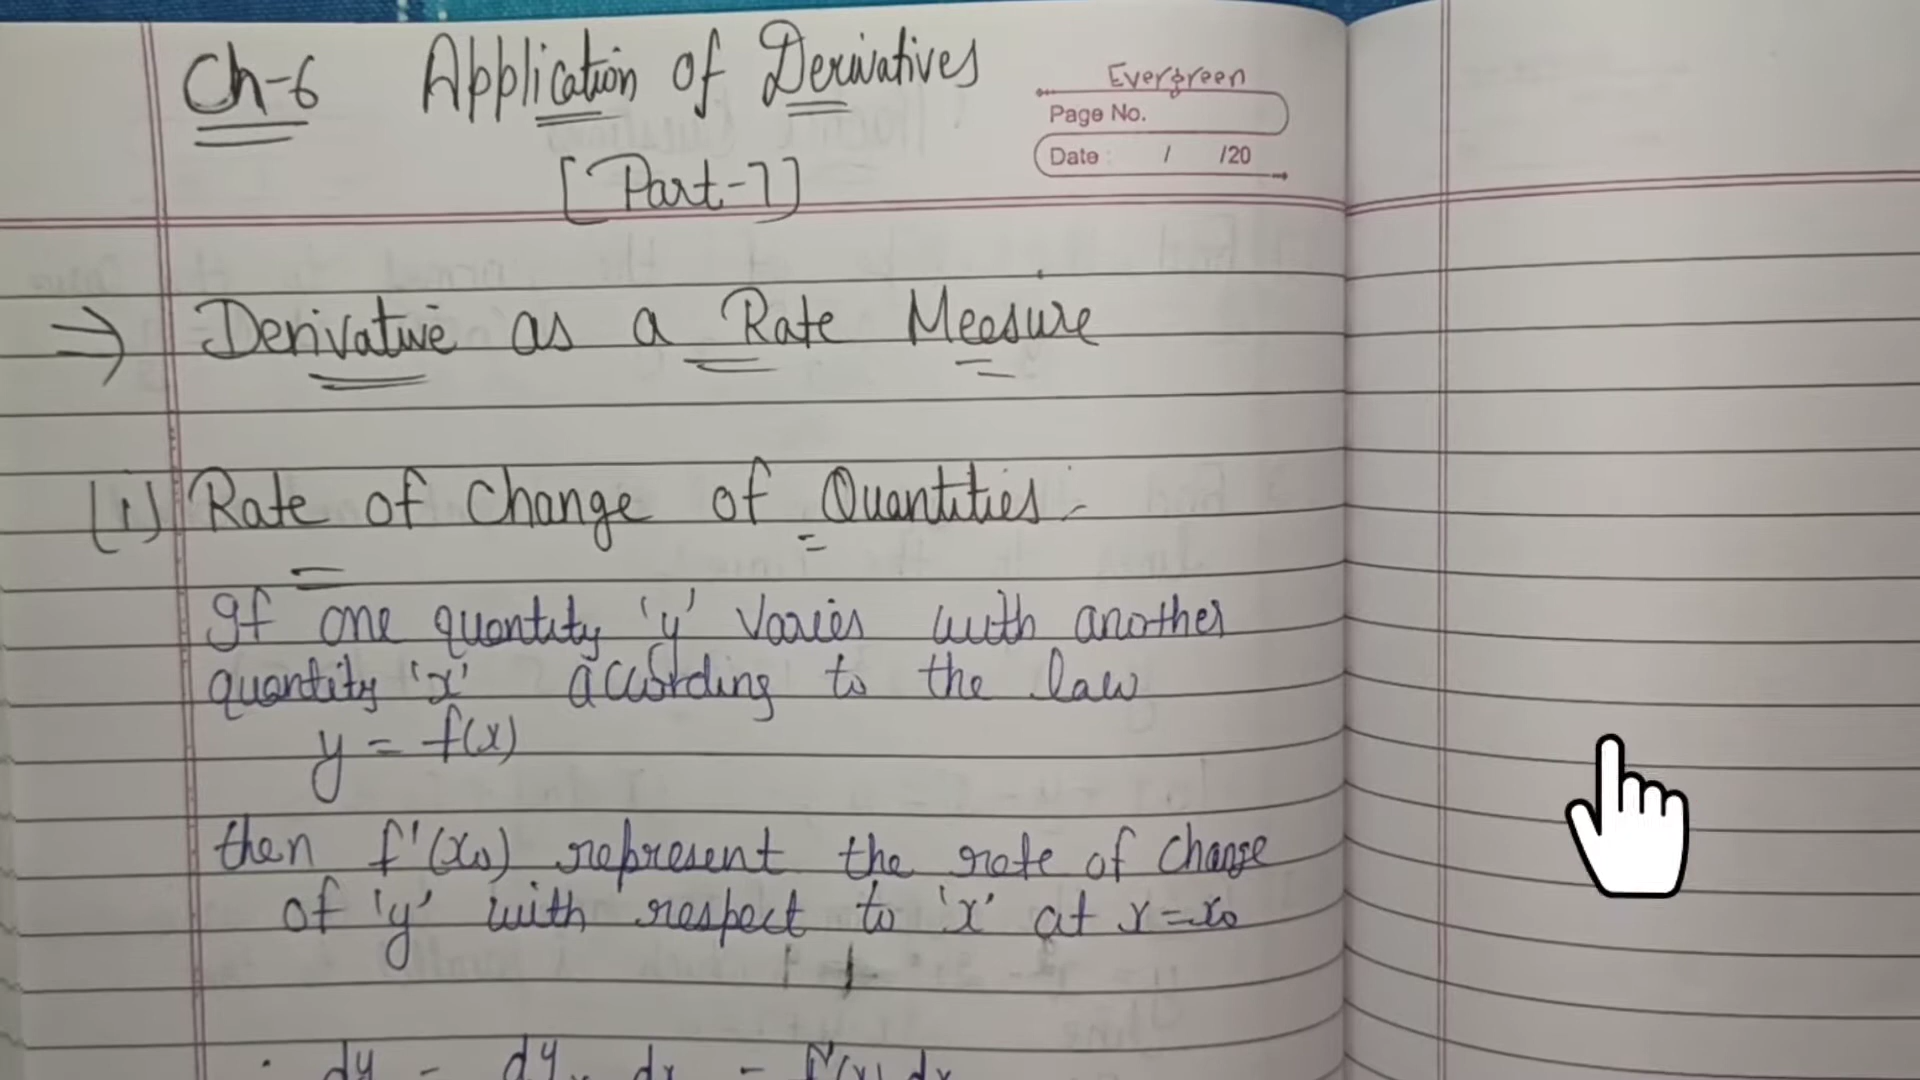 Ch-6 Application of Derivatives
[Part-7]
Evergreen
Page No.
Date / /20
⇒ Derivative as a Rate Meesure
(i) Rate of Change of Quantities -
If one quantity 'y' varies with another
quantity 'x' according to the law
y = f(x)
then f'(x₀) represent the rate of change
of 'y' with respect to 'x' at x=x₀